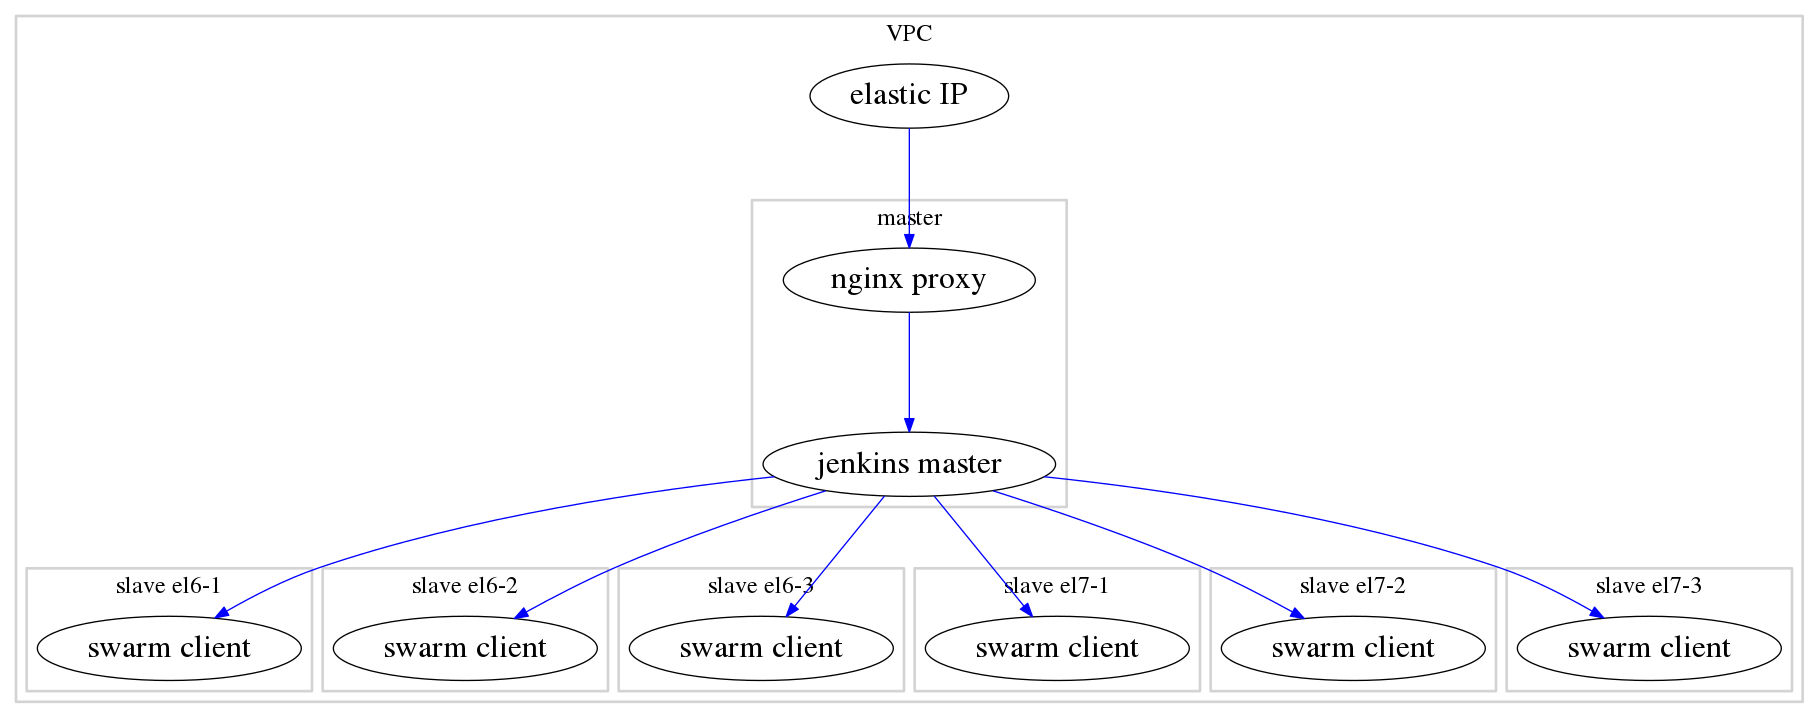 VPC
elastic IP
master
nginx proxy
jenkins master
slave el6-1
slave el6-2
slave el6-3
slave el7-1
slave el7-2
slave el7-3
swarm client
swarm client
swarm client
swarm client
swarm client
swarm client